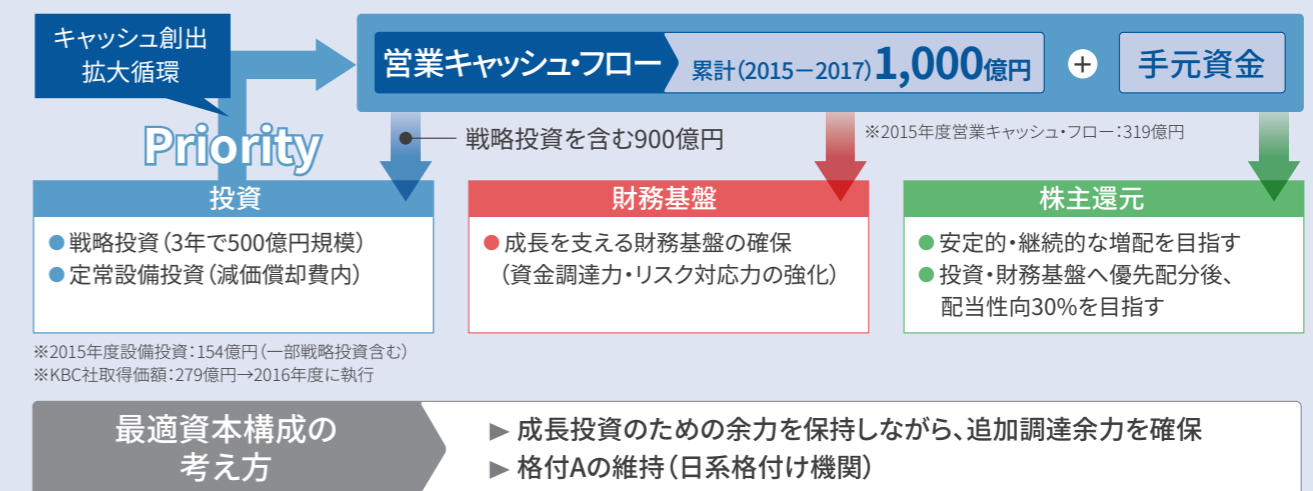 キャッシュ創出
拡大循環
営業キャッシュ・フロー 累計(2015－2017)1,000億円 + 手元資金
Priority
戦略投資を含む900億円
※2015年度営業キャッシュ・フロー：319億円
投資
●戦略投資（3年で500億円規模）
●定常設備投資（減価償却費内）
※2015年度設備投資：154億円（一部戦略投資含む）
※KBC社取得価額：279億円→2016年度に執行
財務基盤
●成長を支える財務基盤の確保
（資金調達力・リスク対応力の強化）
株主還元
●安定的・継続的な増配を目指す
●投資・財務基盤へ優先配分後、
配当性向30%を目指す
最適資本構成の
考え方
▶成長投資のための余力を保持しながら、追加調達余力を確保
▶格付Aの維持（日系格付け機関）